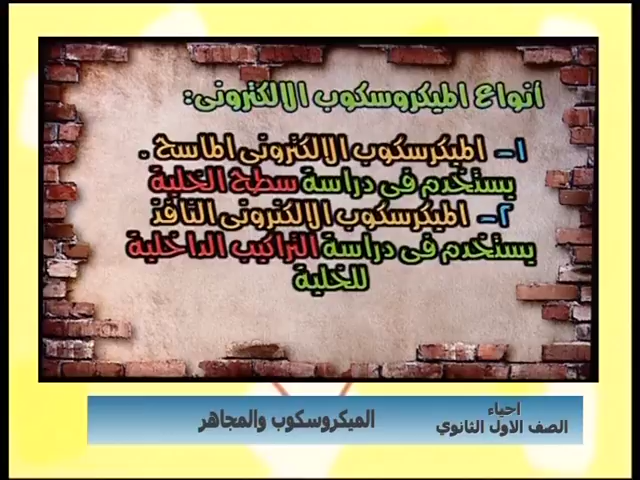 أنواع الميكروسكوب الالكترونى:
١- الميكرسكوب الالكترونى الماسح .
يستخدم فى دراسة سطح الخلية
٢- الميكرسكوب الالكترونى النافذ
يستخدم فى دراسة التراكيب الداخلية
للخلية
احياء
الصف الاول الثانوي
الميكروسكوب والمجاهر